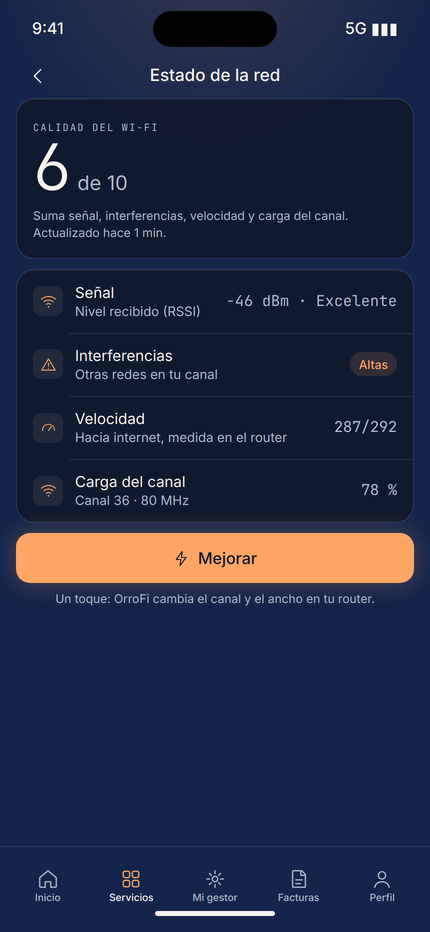 9:41
5G
Estado de la red
CALIDAD DEL WI-FI
6 de 10
Suma señal, interferencias, velocidad y carga del canal.
Actualizado hace 1 min.
Señal
Nivel recibido (RSSI)
-46 dBm · Excelente
Interferencias
Otras redes en tu canal
Altas
Velocidad
Hacia internet, medida en el router
287/292
Carga del canal
Canal 36 · 80 MHz
78 %
Mejorar
Un toque: OrroFi cambia el canal y el ancho en tu router.
Inicio
Servicios
Mi gestor
Facturas
Perfil